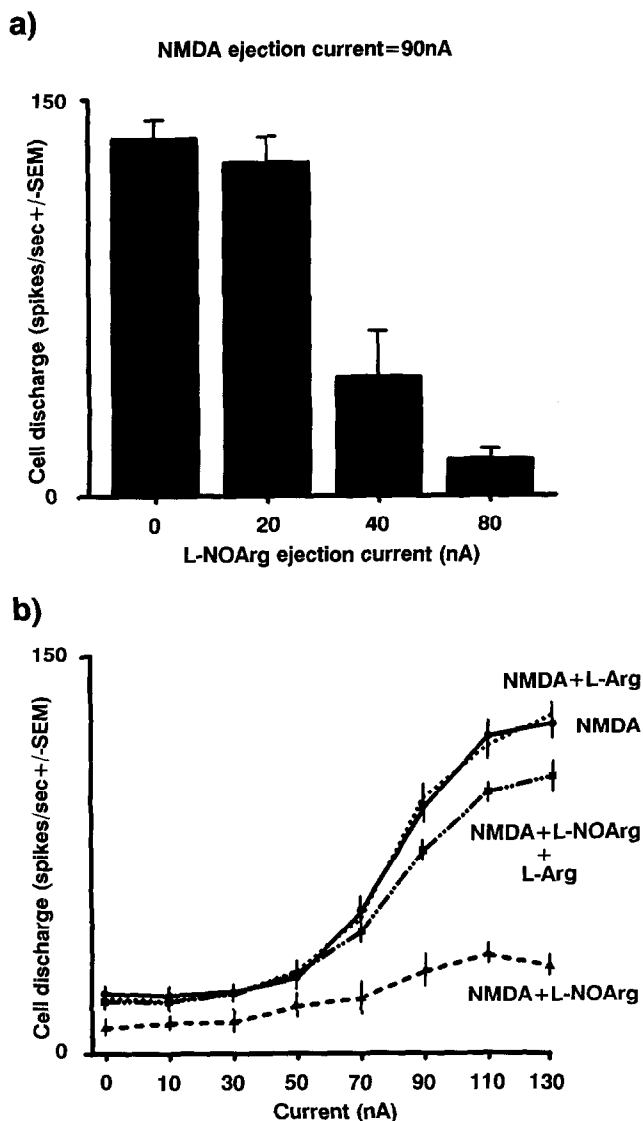 a)
NMDA ejection current=90nA
150
0
Cell discharge (spikes/sec+/-SEM)
0 20 40 80
L-NOArg ejection current (nA)
b)
150
0
Cell discharge (spikes/sec+/-SEM)
NMDA+L-Arg
NMDA
NMDA+L-NOArg
+
L-Arg
NMDA+L-NOArg
0 10 30 50 70 90 110 130
Current (nA)